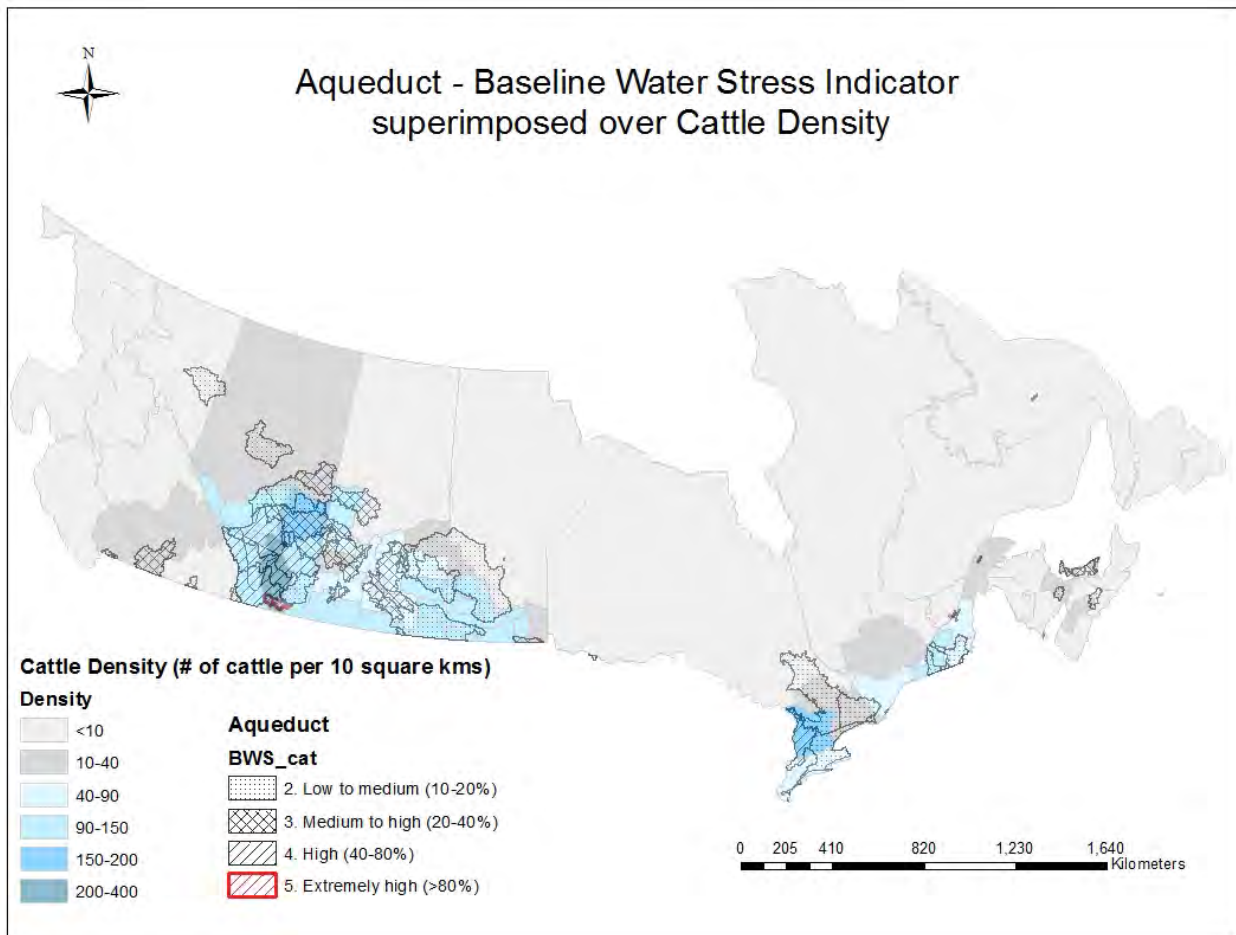 N
Aqueduct - Baseline Water Stress Indicator
superimposed over Cattle Density
Cattle Density (# of cattle per 10 square kms)
Density
<10
10-40
40-90
90-150
150-200
200-400
Aqueduct
BWS_cat
2. Low to medium (10-20%)
3. Medium to high (20-40%)
4. High (40-80%)
5. Extremely high (>80%)
0 205 410 820 1,230 1,640
Kilometers